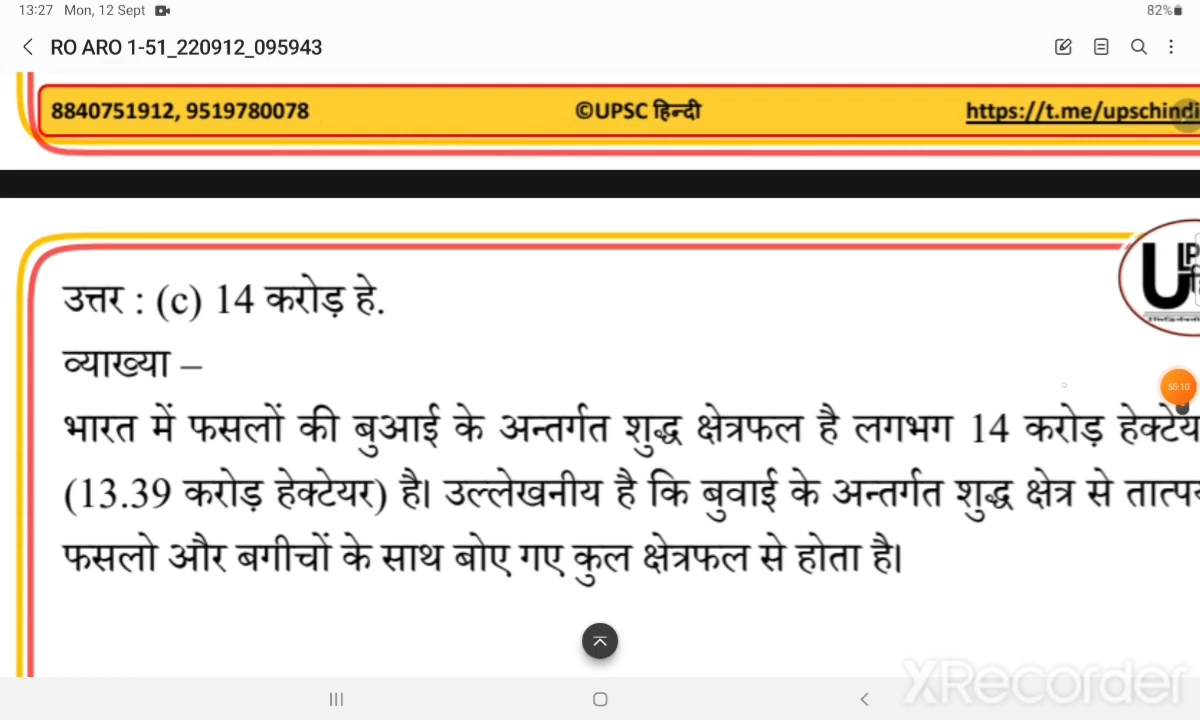 13:27 Mon, 12 Sept
82%
RO ARO 1-51_220912_095943
8840751912, 9519780078 ©UPSC हिन्दी https://t.me/upschindi
उत्तर : (c) 14 करोड़ हे.
व्याख्या –
भारत में फसलों की बुआई के अन्तर्गत शुद्ध क्षेत्रफल है लगभग 14 करोड़ हेक्टेय
(13.39 करोड़ हेक्टेयर) है। उल्लेखनीय है कि बुवाई के अन्तर्गत शुद्ध क्षेत्र से तात्पर
फसलो और बगीचों के साथ बोए गए कुल क्षेत्रफल से होता है।
55:10
XRecorder